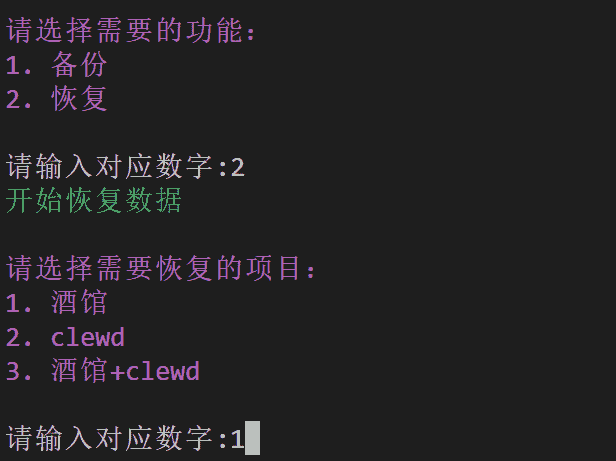 请选择需要的功能:
1. 备份
2. 恢复
请输入对应数字:2
开始恢复数据
请选择需要恢复的项目:
1. 酒馆
2. clewd
3. 酒馆+clewd
请输入对应数字:1